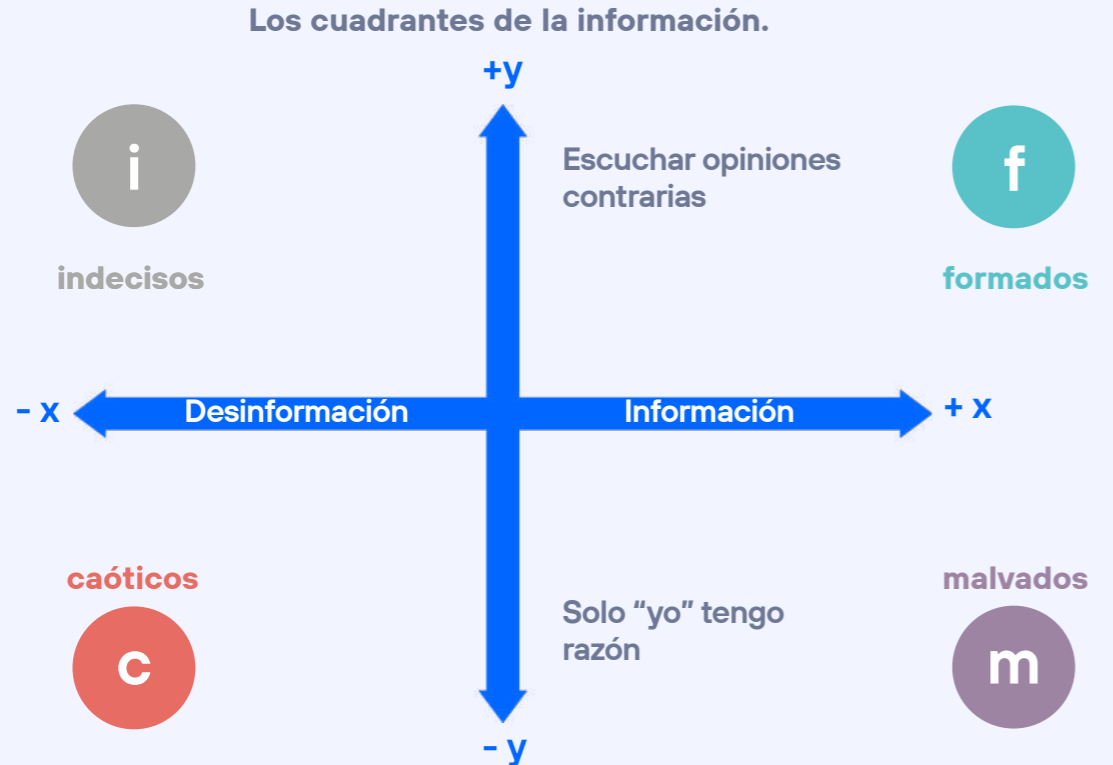 Los cuadrantes de la información.
+y
i
Escuchar opiniones
contrarias
f
indecisos
formados
- x
Desinformación
Información
+ x
caóticos
malvados
Solo “yo” tengo
razón
c
m
- y